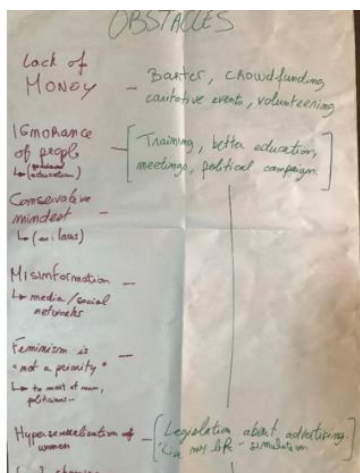 OBSTACLES
Lack of
MONEY — Barter, crowdfunding,
caritative events, volunteering
IGNORANCE
of people — [Training, better education,
↳ (education) meetings, political campaign.]
Conservative
mindset —
↳ (ex: laws)
Misinformation —
↳ media / social
networks
Feminism is —
"not a priority"
↳ to most of men,
politicians...
Hypersexualisation of — [Legislation about advertising.
women "Live my life" simulation]